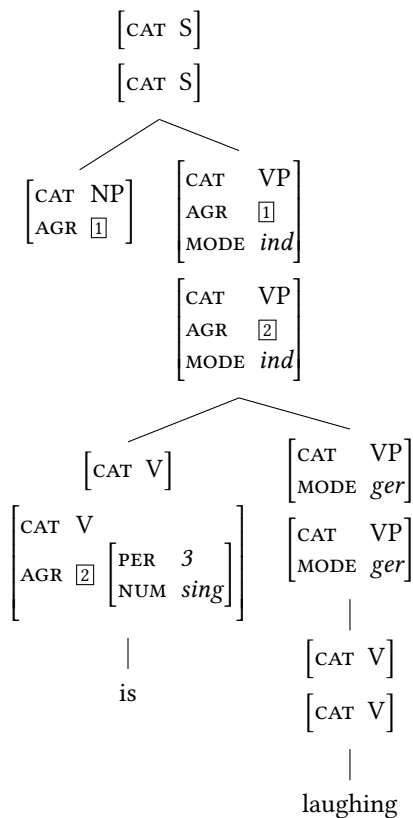 [CAT S]
[CAT S]
[CAT NP
AGR 1]
[CAT VP
AGR 1
MODE ind]
[CAT VP
AGR 2
MODE ind]
[CAT V]
[CAT V
AGR 2 [PER 3
NUM sing]]
is
[CAT VP
MODE ger]
[CAT VP
MODE ger]
[CAT V]
[CAT V]
laughing